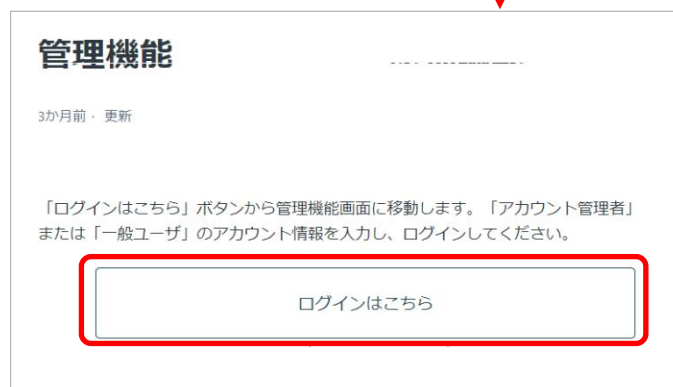 管理機能
3か月前 · 更新
「ログインはこちら」ボタンから管理機能画面に移動します。「アカウント管理者」
または「一般ユーザ」のアカウント情報を入力し、ログインしてください。
ログインはこちら